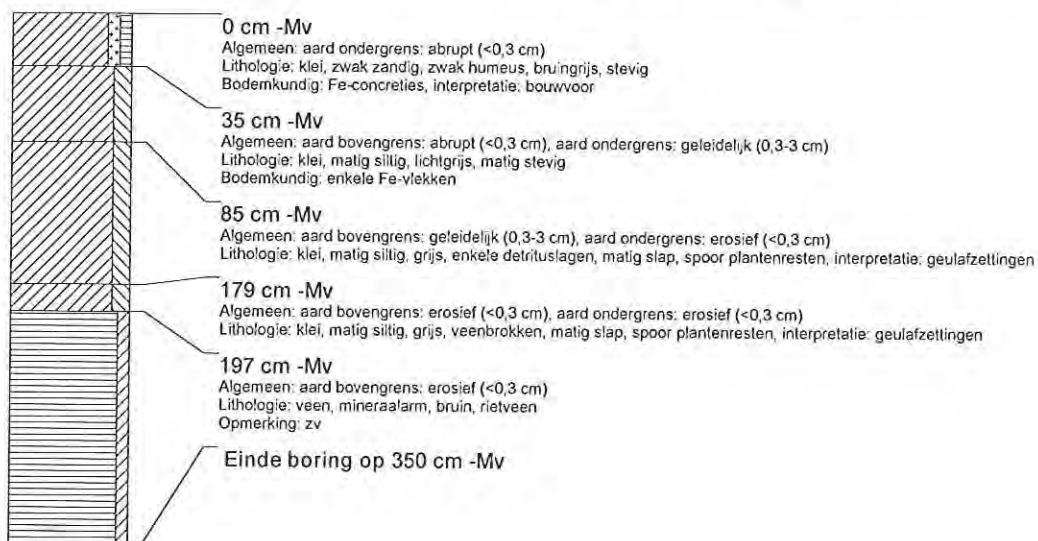 0 cm -Mv
Algemeen: aard ondergrens: abrupt (<0,3 cm)
Lithologie: klei, zwak zandig, zwak humeus, bruingrijs, stevig
Bodemkundig: Fe-concreties, interpretatie: bouwvoor
35 cm -Mv
Algemeen: aard bovengrens: abrupt (<0,3 cm), aard ondergrens: geleidelijk (0,3-3 cm)
Lithologie: klei, matig siltig, lichtgrijs, matig stevig
Bodemkundig: enkele Fe-vlekken
85 cm -Mv
Algemeen: aard bovengrens: geleidelijk (0,3-3 cm), aard ondergrens: erosief (<0,3 cm)
Lithologie: klei, matig siltig, grijs, enkele detrituslagen, matig slap, spoor plantenresten, interpretatie: geulafzettingen
179 cm -Mv
Algemeen: aard bovengrens: erosief (<0,3 cm), aard ondergrens: erosief (<0,3 cm)
Lithologie: klei, matig siltig, grijs, veenbrokken, matig slap, spoor plantenresten, interpretatie: geulafzettingen
197 cm -Mv
Algemeen: aard bovengrens: erosief (<0,3 cm)
Lithologie: veen, mineraalarm, bruin, rietveen
Opmerking: zv
Einde boring op 350 cm -Mv